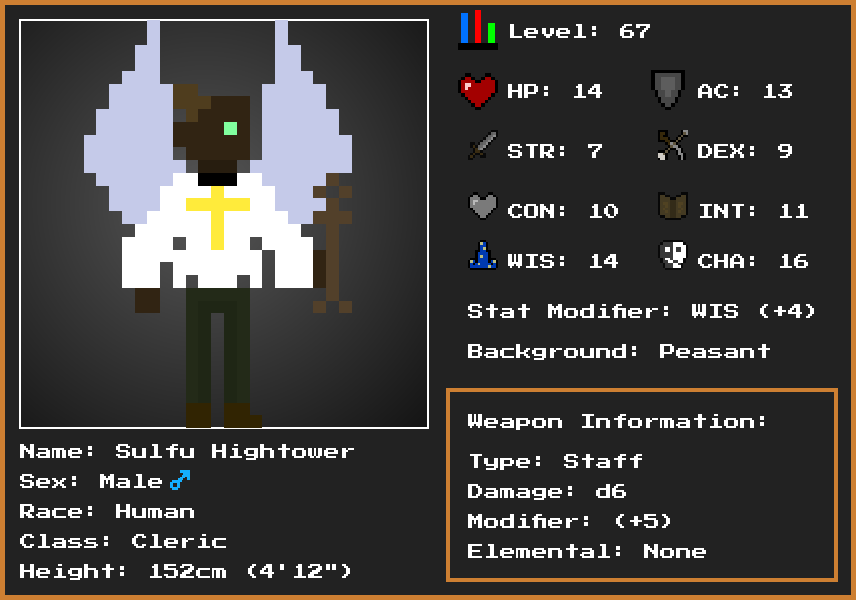 Level: 67
HP: 14
AC: 13
STR: 7
DEX: 9
CON: 10
INT: 11
WIS: 14
CHA: 16
Stat Modifier: WIS (+4)
Background: Peasant
Weapon Information:
Type: Staff
Damage: d6
Modifier: (+5)
Elemental: None
Name: Sulfu Hightower
Sex: Male ♂
Race: Human
Class: Cleric
Height: 152cm (4'12")